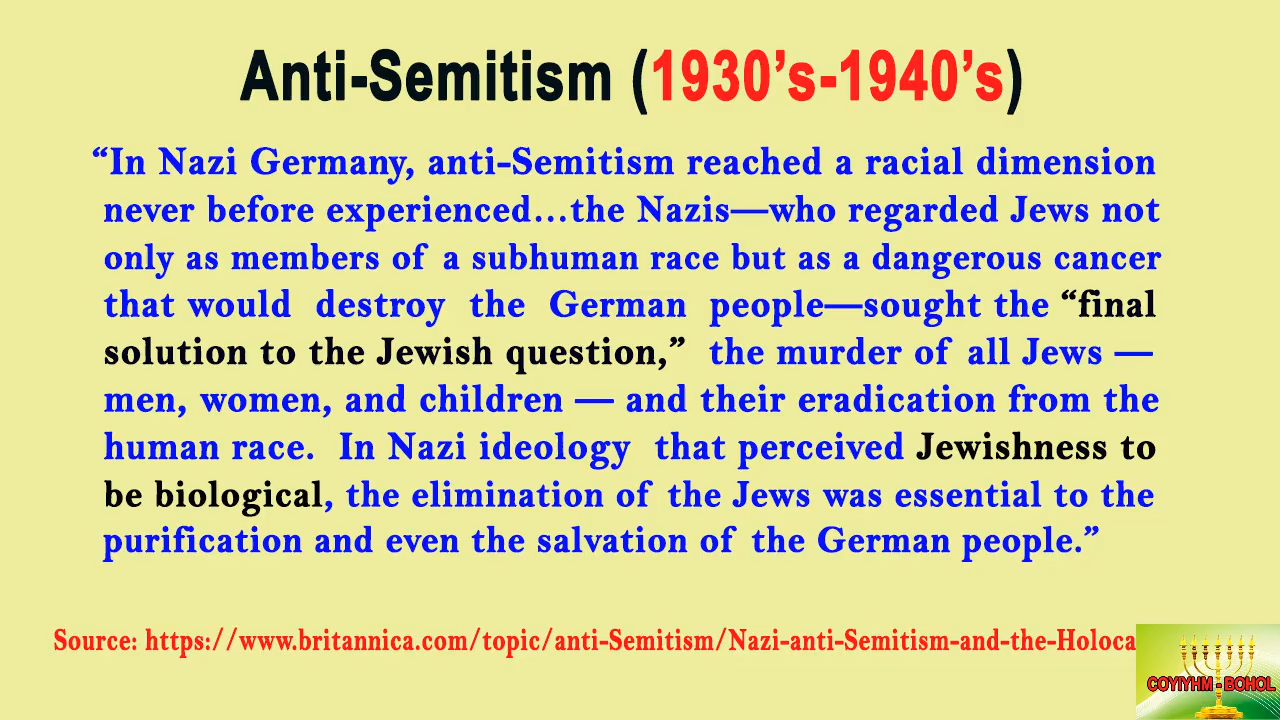 Anti-Semitism (1930’s-1940’s)
“In Nazi Germany, anti-Semitism reached a racial dimension
never before experienced…the Nazis—who regarded Jews not
only as members of a subhuman race but as a dangerous cancer
that would destroy the German people—sought the “final
solution to the Jewish question,” the murder of all Jews —
men, women, and children — and their eradication from the
human race. In Nazi ideology that perceived Jewishness to
be biological, the elimination of the Jews was essential to the
purification and even the salvation of the German people.”
Source: https://www.britannica.com/topic/anti-Semitism/Nazi-anti-Semitism-and-the-Holoca
COYIYHM - BOHOL